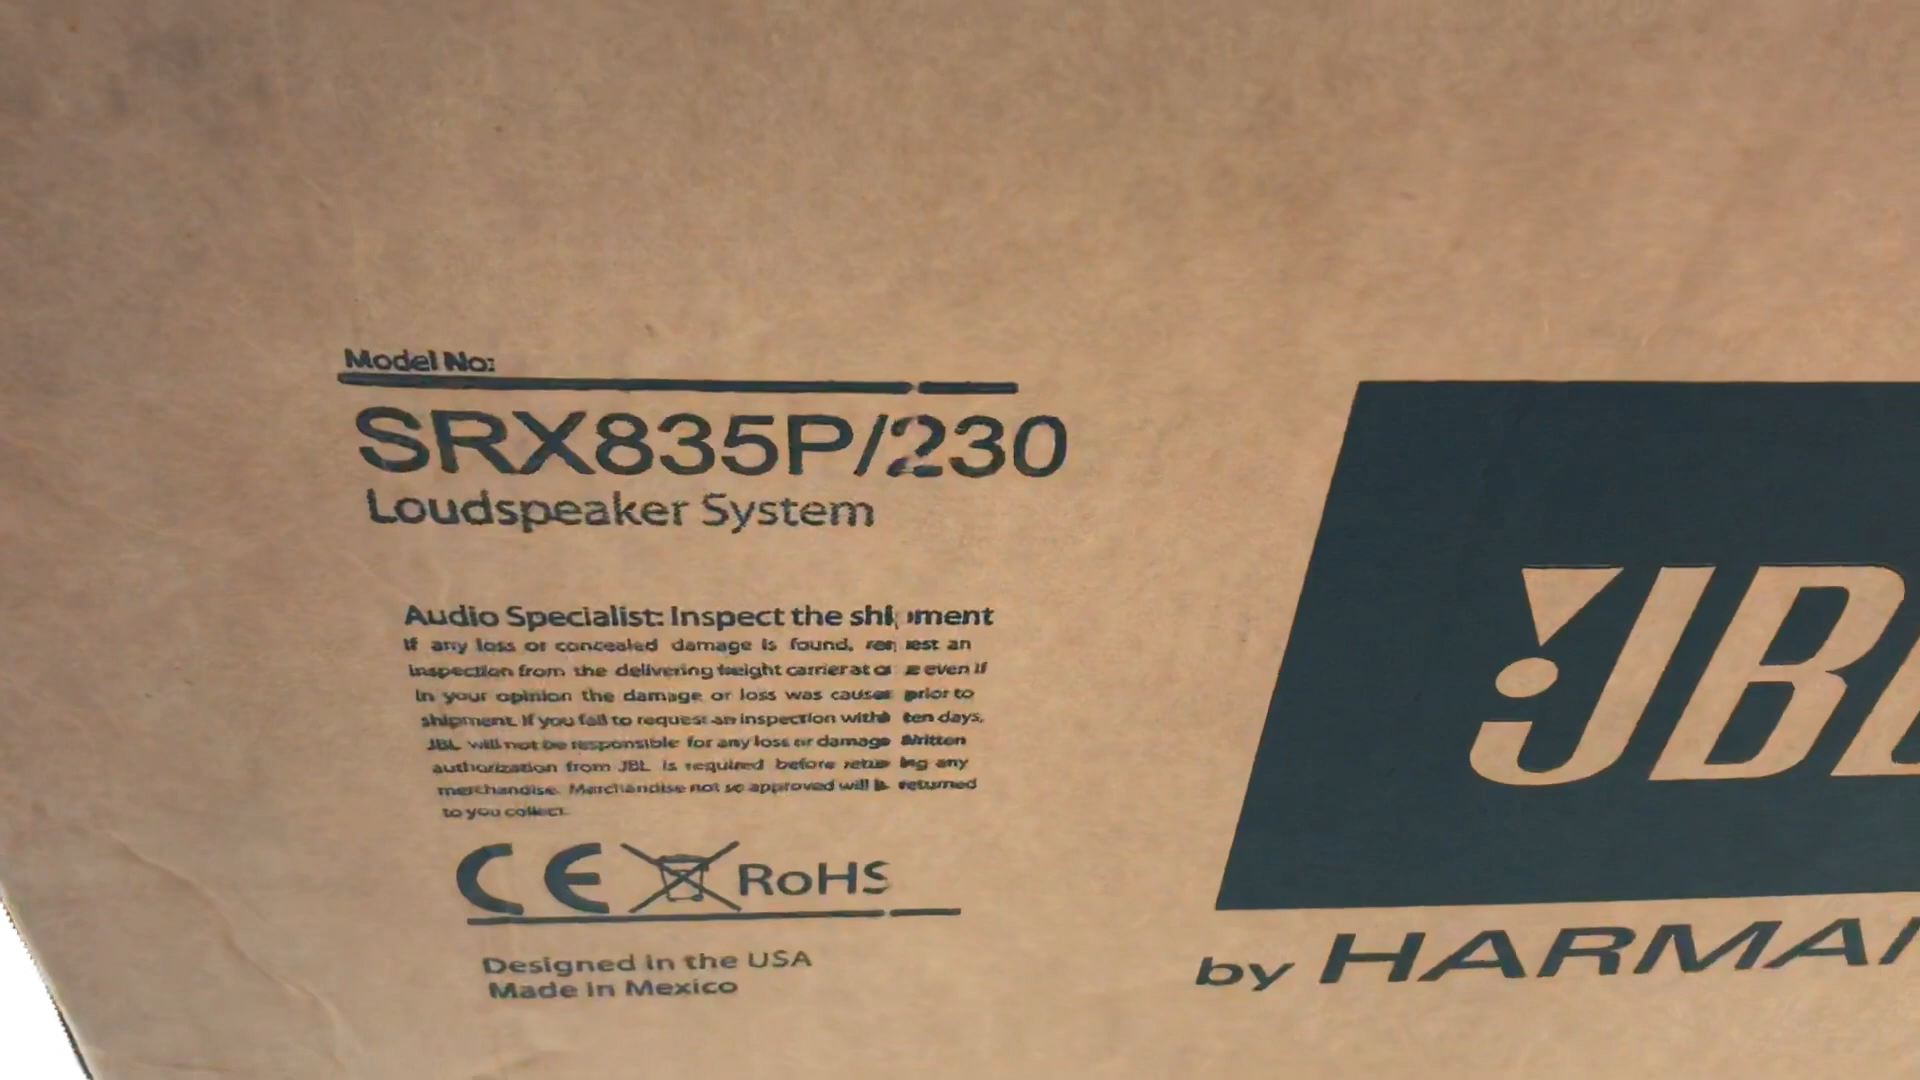 Model No:
SRX835P/230
Loudspeaker System
Audio Specialist: Inspect the shipment
If any loss or concealed damage is found, request an
inspection from the delivering freight carrier at once even if
in your opinion the damage or loss was caused prior to
shipment. If you fail to request an inspection within ten days,
JBL will not be responsible for any loss or damage. Written
authorization from JBL is required before returning any
merchandise. Merchandise not so approved will be returned
to you collect.
CE RoHS
Designed in the USA
Made in Mexico
JBL
by HARMAN